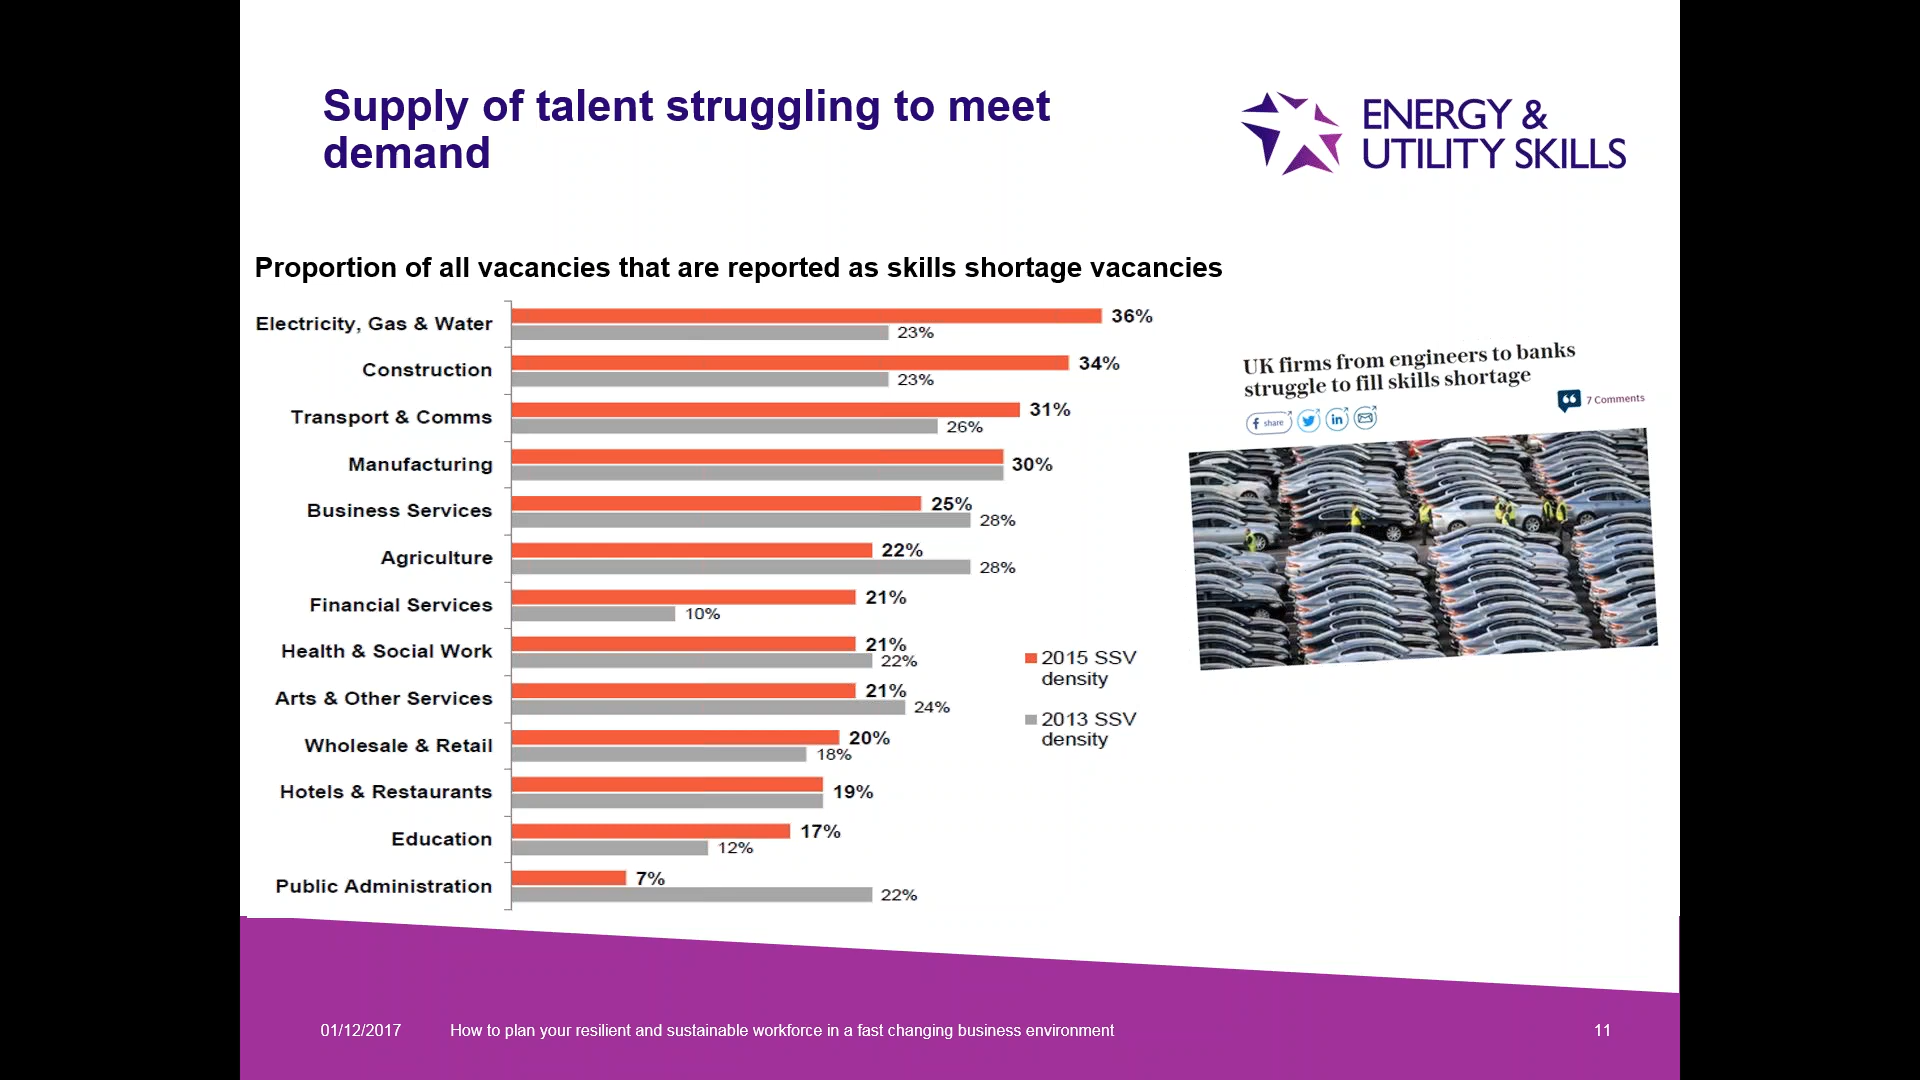 Supply of talent struggling to meet
demand
ENERGY &
UTILITY SKILLS
Proportion of all vacancies that are reported as skills shortage vacancies
Electricity, Gas & Water
36%
23%
Construction
34%
23%
Transport & Comms
31%
26%
Manufacturing
30%
Business Services
25%
28%
Agriculture
22%
28%
Financial Services
21%
10%
Health & Social Work
21%
22%
Arts & Other Services
21%
24%
Wholesale & Retail
20%
18%
Hotels & Restaurants
19%
Education
17%
12%
Public Administration
7%
22%
2015 SSV
density
2013 SSV
density
UK firms from engineers to banks
struggle to fill skills shortage
7 Comments
f share
in
01/12/2017
How to plan your resilient and sustainable workforce in a fast changing business environment
11